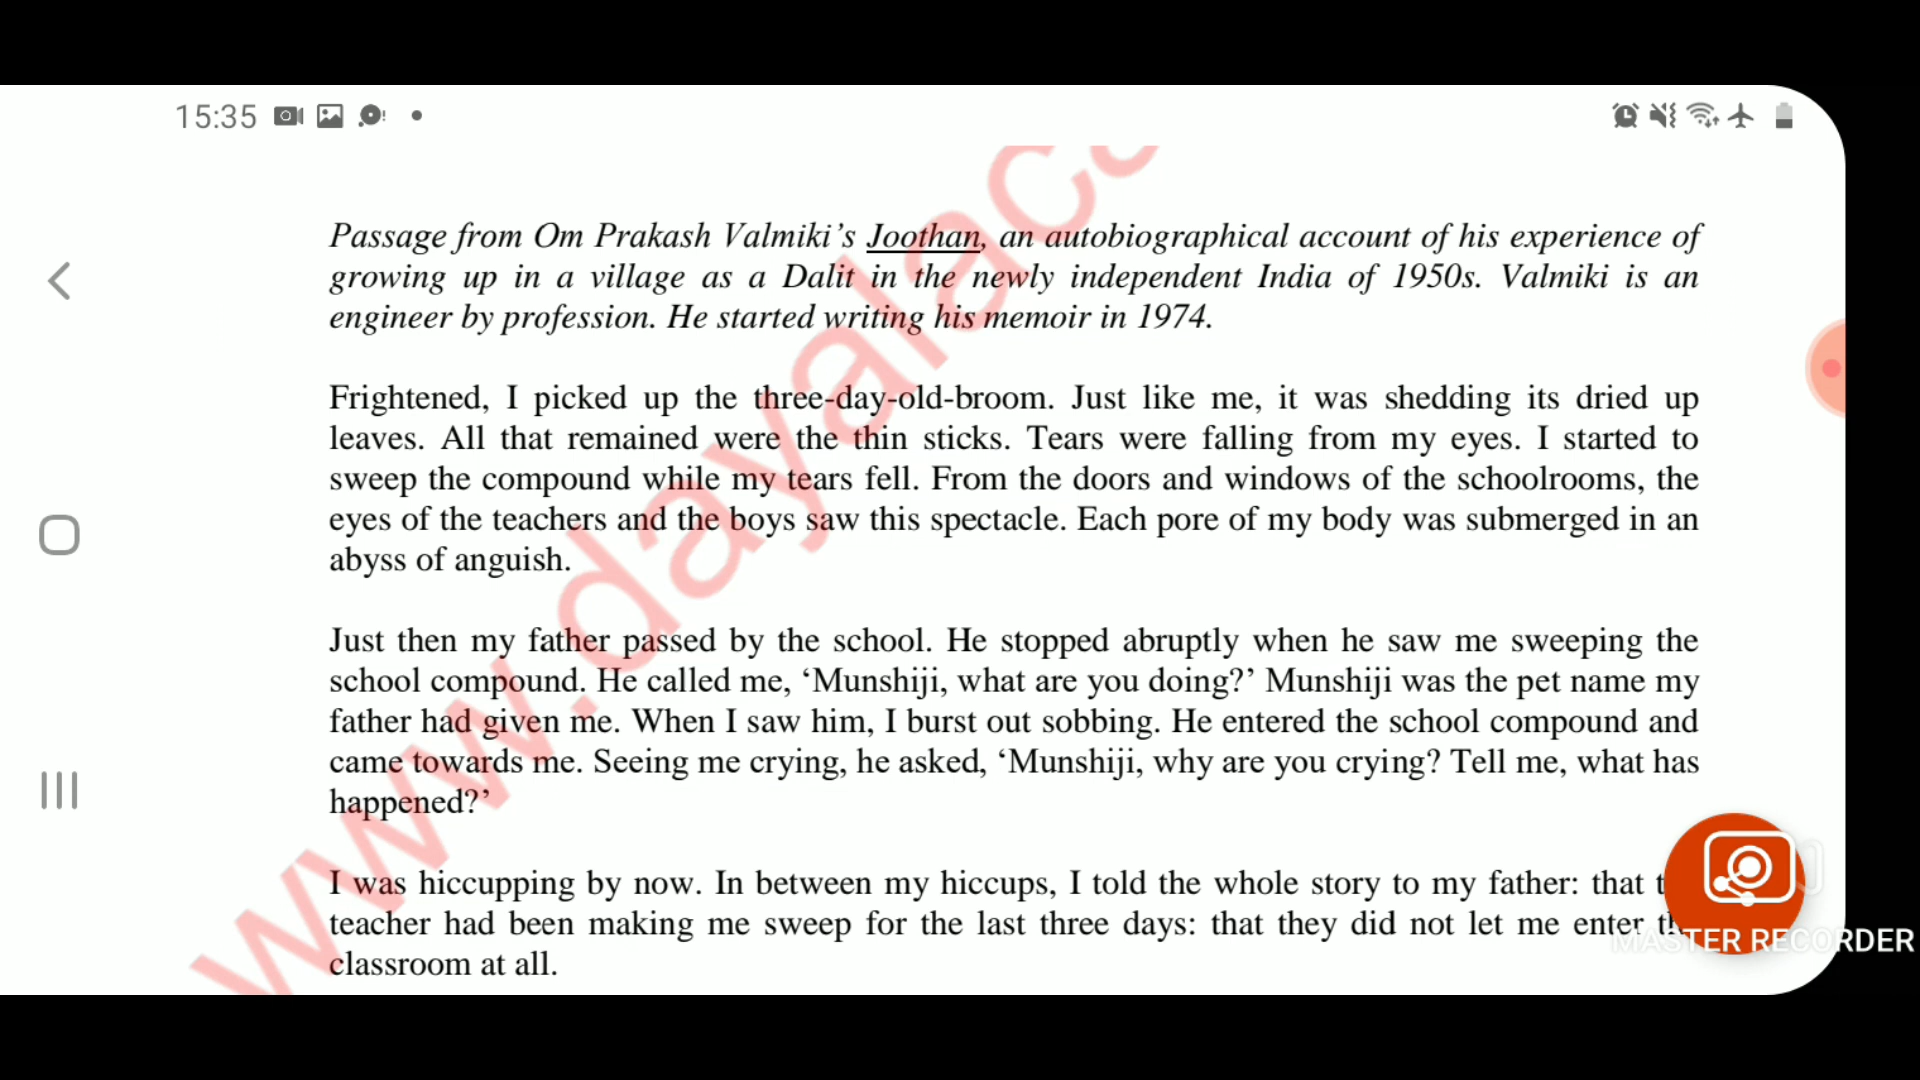 15:35
www.dayalaca
Passage from Om Prakash Valmiki’s Joothan, an autobiographical account of his experience of
growing up in a village as a Dalit in the newly independent India of 1950s. Valmiki is an
engineer by profession. He started writing his memoir in 1974.
Frightened, I picked up the three-day-old-broom. Just like me, it was shedding its dried up
leaves. All that remained were the thin sticks. Tears were falling from my eyes. I started to
sweep the compound while my tears fell. From the doors and windows of the schoolrooms, the
eyes of the teachers and the boys saw this spectacle. Each pore of my body was submerged in an
abyss of anguish.
Just then my father passed by the school. He stopped abruptly when he saw me sweeping the
school compound. He called me, ‘Munshiji, what are you doing?’ Munshiji was the pet name my
father had given me. When I saw him, I burst out sobbing. He entered the school compound and
came towards me. Seeing me crying, he asked, ‘Munshiji, why are you crying? Tell me, what has
happened?’
I was hiccupping by now. In between my hiccups, I told the whole story to my father: that
teacher had been making me sweep for the last three days: that they did not let me enter
classroom at all.
MASTER RECORDER